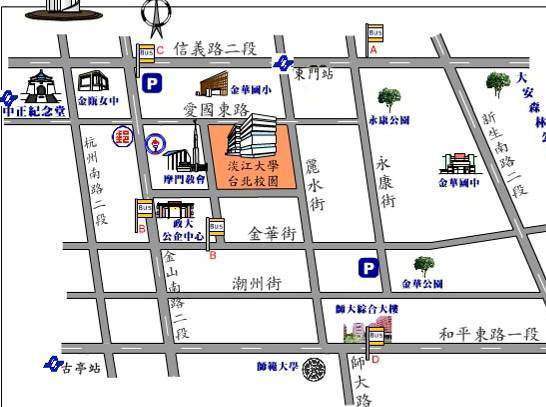 Bus
A
信義路二段
Bus
C
東門站
P
中正紀念堂
金甌女中
金華國小
愛國東路
永康公園
大安森林公
杭州南路二段
摩門教會
淡江大學
台北校園
麗水街
永康街
新生南路二段
金華國中
Bus
B
政大
公企中心
Bus
B
金華街
金山南路二段
潮州街
P
金華公園
師大綜合大樓
Bus
D
和平東路一段
古亭站
師範大學
師大路